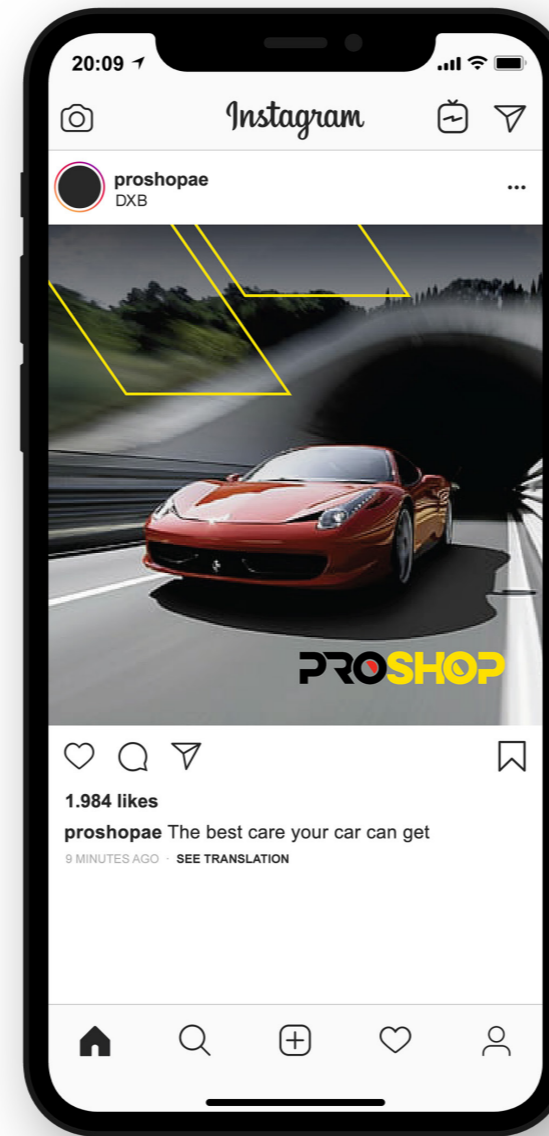 20:09
Instagram
proshopae
DXB
PROSHOP
1.984 likes
proshopae The best care your car can get
9 MINUTES AGO · SEE TRANSLATION